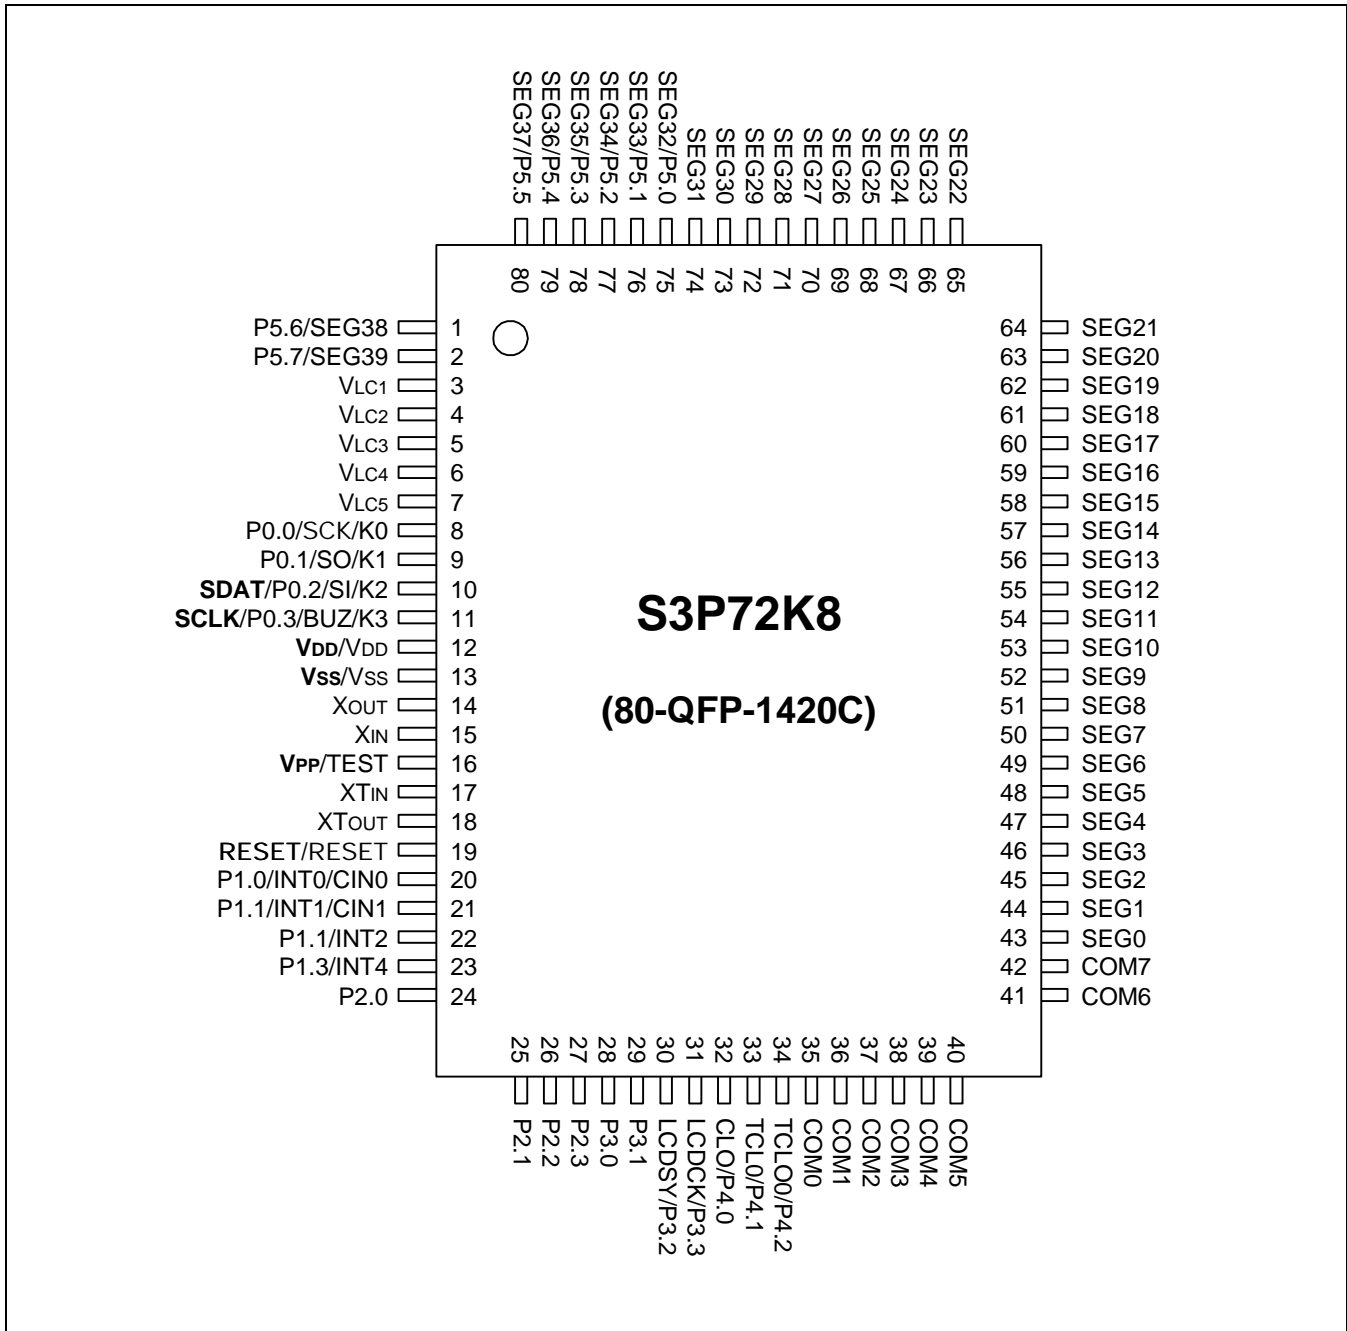 SEG37/P5.5
SEG36/P5.4
SEG35/P5.3
SEG34/P5.2
SEG33/P5.1
SEG32/P5.0
SEG31
SEG30
SEG29
SEG28
SEG27
SEG26
SEG25
SEG24
SEG23
SEG22
80
79
78
77
76
75
74
73
72
71
70
69
68
67
66
65
P5.6/SEG38 1
P5.7/SEG39 2
VLC1 3
VLC2 4
VLC3 5
VLC4 6
VLC5 7
P0.0/SCK/K0 8
P0.1/SO/K1 9
SDAT/P0.2/SI/K2 10
SCLK/P0.3/BUZ/K3 11
VDD/VDD 12
VSS/VSS 13
XOUT 14
XIN 15
VPP/TEST 16
XTIN 17
XTOUT 18
RESET/RESET 19
P1.0/INT0/CIN0 20
P1.1/INT1/CIN1 21
P1.1/INT2 22
P1.3/INT4 23
P2.0 24
S3P72K8
(80-QFP-1420C)
64 SEG21
63 SEG20
62 SEG19
61 SEG18
60 SEG17
59 SEG16
58 SEG15
57 SEG14
56 SEG13
55 SEG12
54 SEG11
53 SEG10
52 SEG9
51 SEG8
50 SEG7
49 SEG6
48 SEG5
47 SEG4
46 SEG3
45 SEG2
44 SEG1
43 SEG0
42 COM7
41 COM6
25
26
27
28
29
30
31
32
33
34
35
36
37
38
39
40
P2.1
P2.2
P2.3
P3.0
P3.1
LCDSY/P3.2
LCDCK/P3.3
CLO/P4.0
TCL0/P4.1
TCLO0/P4.2
COM0
COM1
COM2
COM3
COM4
COM5